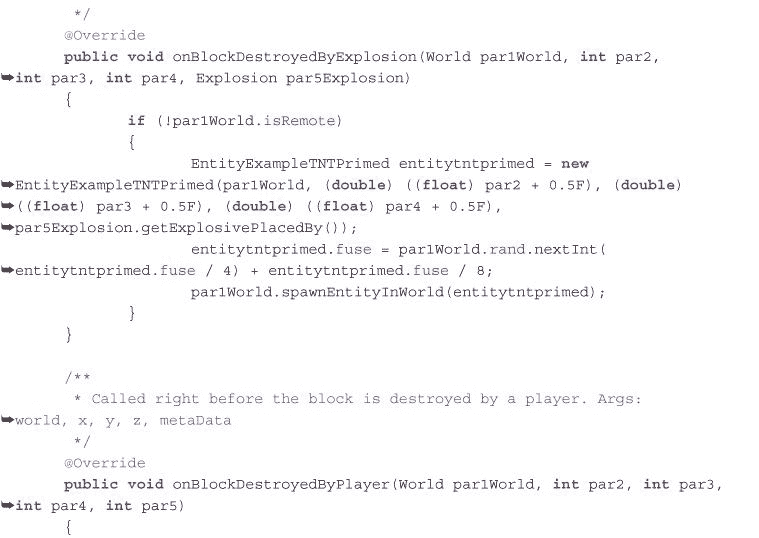 */
@Override
public void onBlockDestroyedByExplosion(World par1World, int par2,
➥int par3, int par4, Explosion par5Explosion)
{
if (!par1World.isRemote)
{
EntityExampleTNTPrimed entitytntprimed = new
➥EntityExampleTNTPrimed(par1World, (double) ((float) par2 + 0.5F), (double)
➥((float) par3 + 0.5F), (double) ((float) par4 + 0.5F),
➥par5Explosion.getExplosivePlacedBy());
entitytntprimed.fuse = par1World.rand.nextInt(
➥entitytntprimed.fuse / 4) + entitytntprimed.fuse / 8;
par1World.spawnEntityInWorld(entitytntprimed);
}
}
/**
* Called right before the block is destroyed by a player. Args:
➥world, x, y, z, metaData
*/
@Override
public void onBlockDestroyedByPlayer(World par1World, int par2, int par3,
➥int par4, int par5)
{